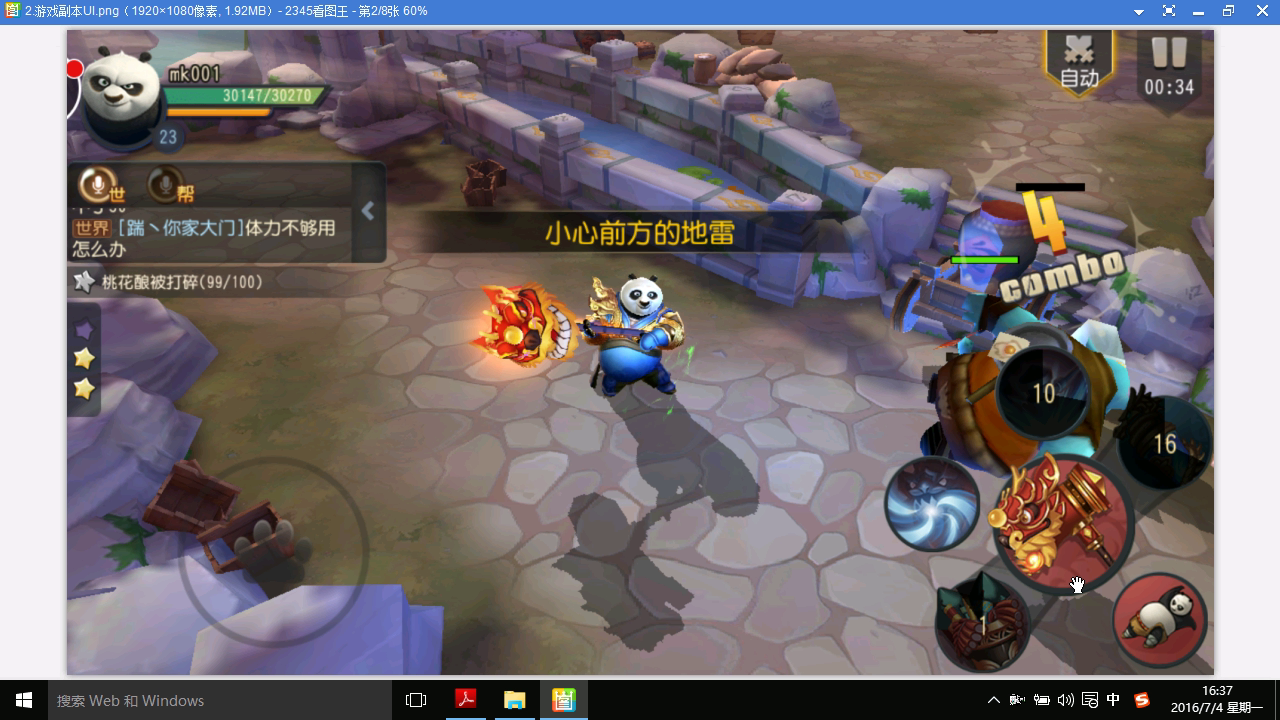 2.游戏副本UI.png (1920×1080像素, 1.92MB) - 2345看图王 - 第2/8张 60%
mk001
30147/30270
23
自动
00:34
世
帮
世界 [踹丶你家大门]体力不够用
怎么办
桃花酿被打碎(99/100)
小心前方的地雷
4
combo
10
16
1
搜索 Web 和 Windows
中
16:37
2016/7/4 星期一